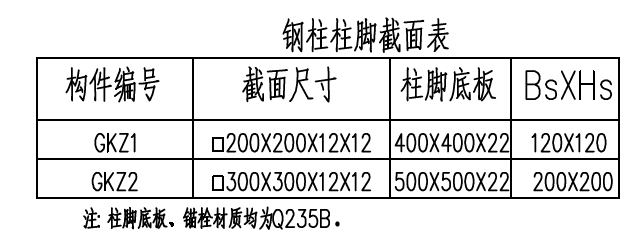 钢柱柱脚截面表
构件编号 截面尺寸 柱脚底板 BsXHs
GKZ1 □200X200X12X12 400X400X22 120X120
GKZ2 □300X300X12X12 500X500X22 200X200
注: 柱脚底板、锚栓材质均为Q235B.